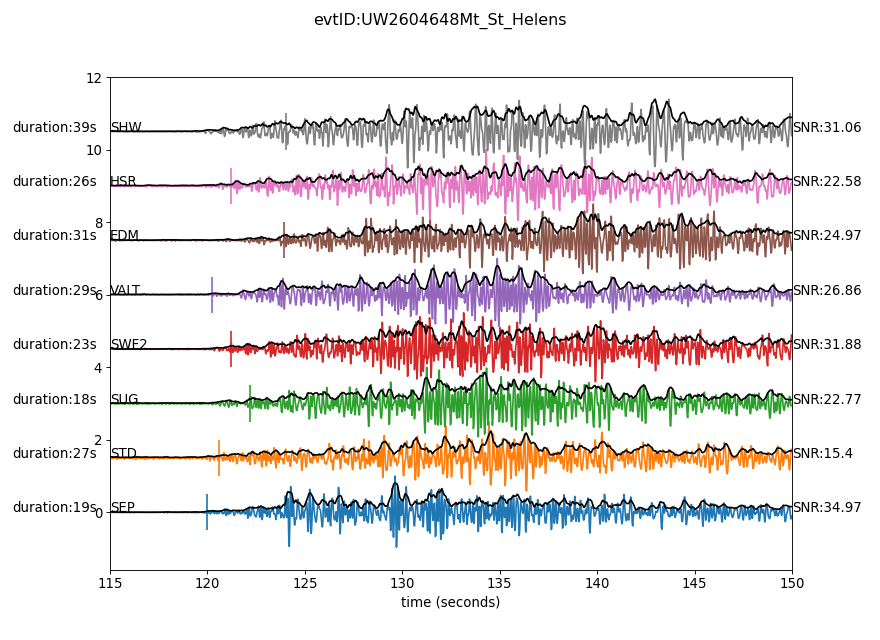 evtID:UW2604648Mt_St_Helens
12
duration:39s SHW SNR:31.06
10
duration:26s HSR SNR:22.58
8
duration:31s EDM SNR:24.97
duration:29s VALT SNR:26.86
6
duration:23s SWF2 SNR:31.88
4
duration:18s SUG SNR:22.77
2
duration:27s STD SNR:15.4
duration:19s SEP SNR:34.97
0
115 120 125 130 135 140 145 150
time (seconds)